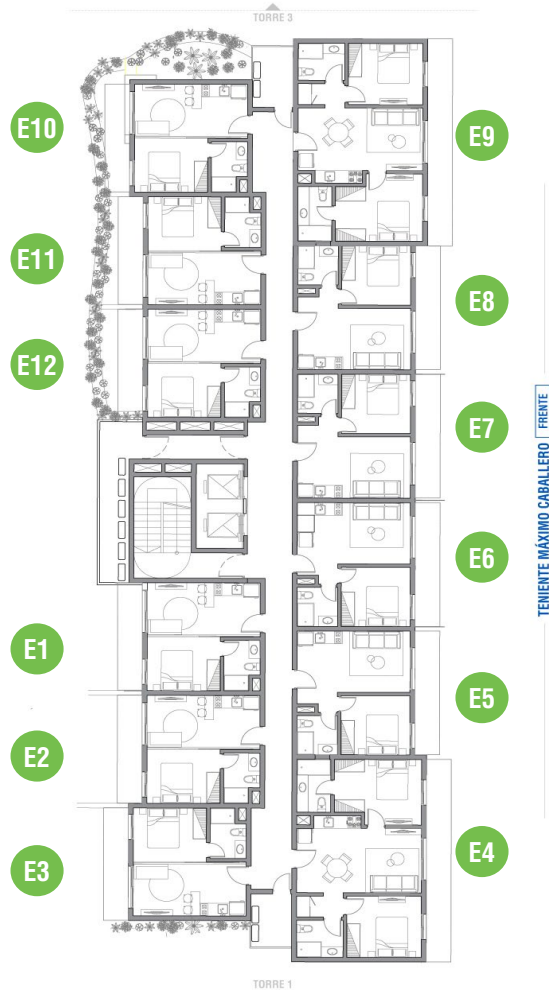 TORRE 3
E10
E9
E11
E8
E12
E7
E6
E1
E5
E2
E4
E3
TENIENTE MÁXIMO CABALLERO FRENTE
TORRE 1